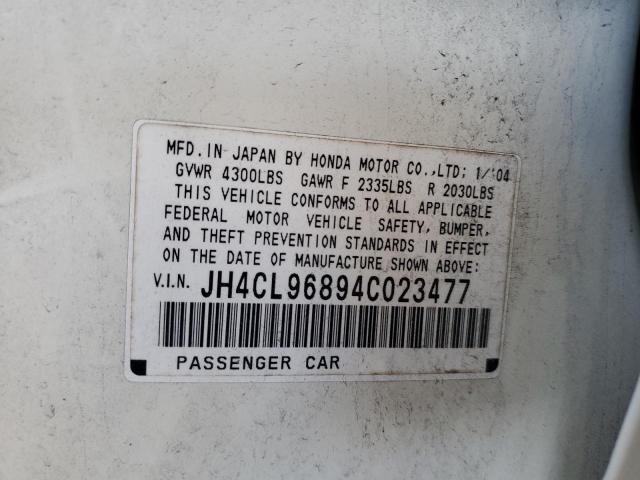 MFD. IN JAPAN BY HONDA MOTOR CO.,LTD; 1/'04
GVWR 4300LBS GAWR F 2335LBS R 2030LBS
THIS VEHICLE CONFORMS TO ALL APPLICABLE
FEDERAL MOTOR VEHICLE SAFETY, BUMPER,
AND THEFT PREVENTION STANDARDS IN EFFECT
ON THE DATE OF MANUFACTURE SHOWN ABOVE:
V.I.N. JH4CL96894C023477
PASSENGER CAR